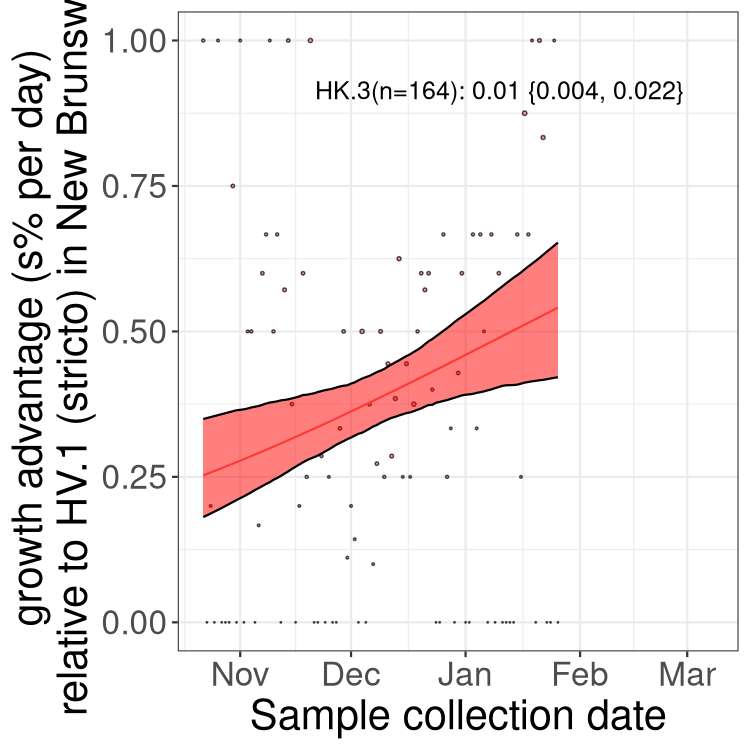 growth advantage (s% per day)
relative to HV.1 (stricto) in New Brunsw
1.00
0.75
0.50
0.25
0.00
HK.3(n=164): 0.01 {0.004, 0.022}
Nov Dec Jan Feb Mar
Sample collection date